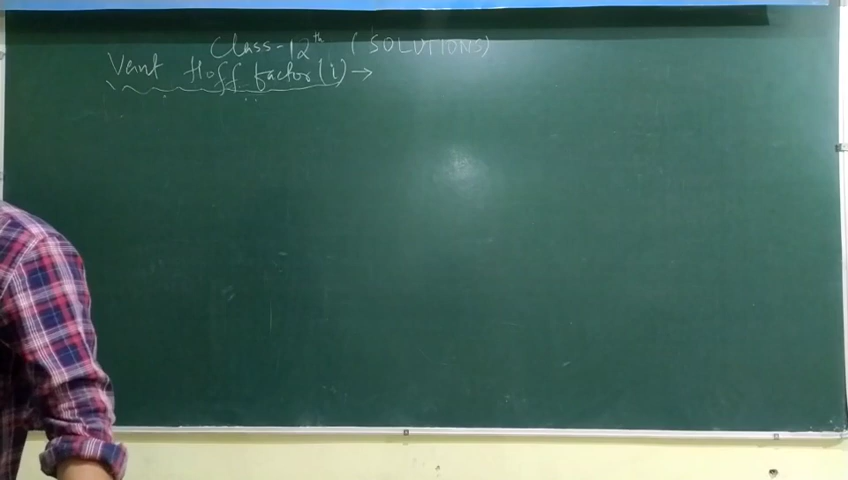 Class-12th (SOLUTIONS)
Vant Hoff factor (i) →